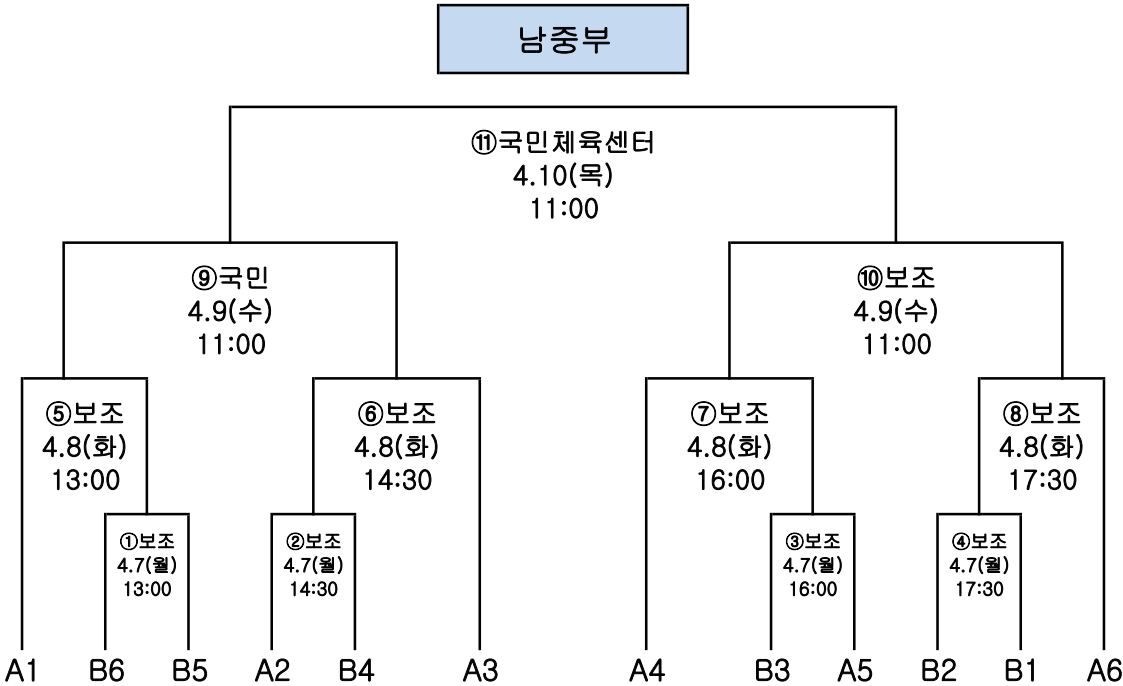 남중부
⑪국민체육센터
4.10(목)
11:00
⑨국민
4.9(수)
11:00
⑩보조
4.9(수)
11:00
⑤보조
4.8(화)
13:00
⑥보조
4.8(화)
14:30
⑦보조
4.8(화)
16:00
⑧보조
4.8(화)
17:30
①보조
4.7(월)
13:00
②보조
4.7(월)
14:30
③보조
4.7(월)
16:00
④보조
4.7(월)
17:30
A1 B6 B5 A2 B4 A3 A4 B3 A5 B2 B1 A6